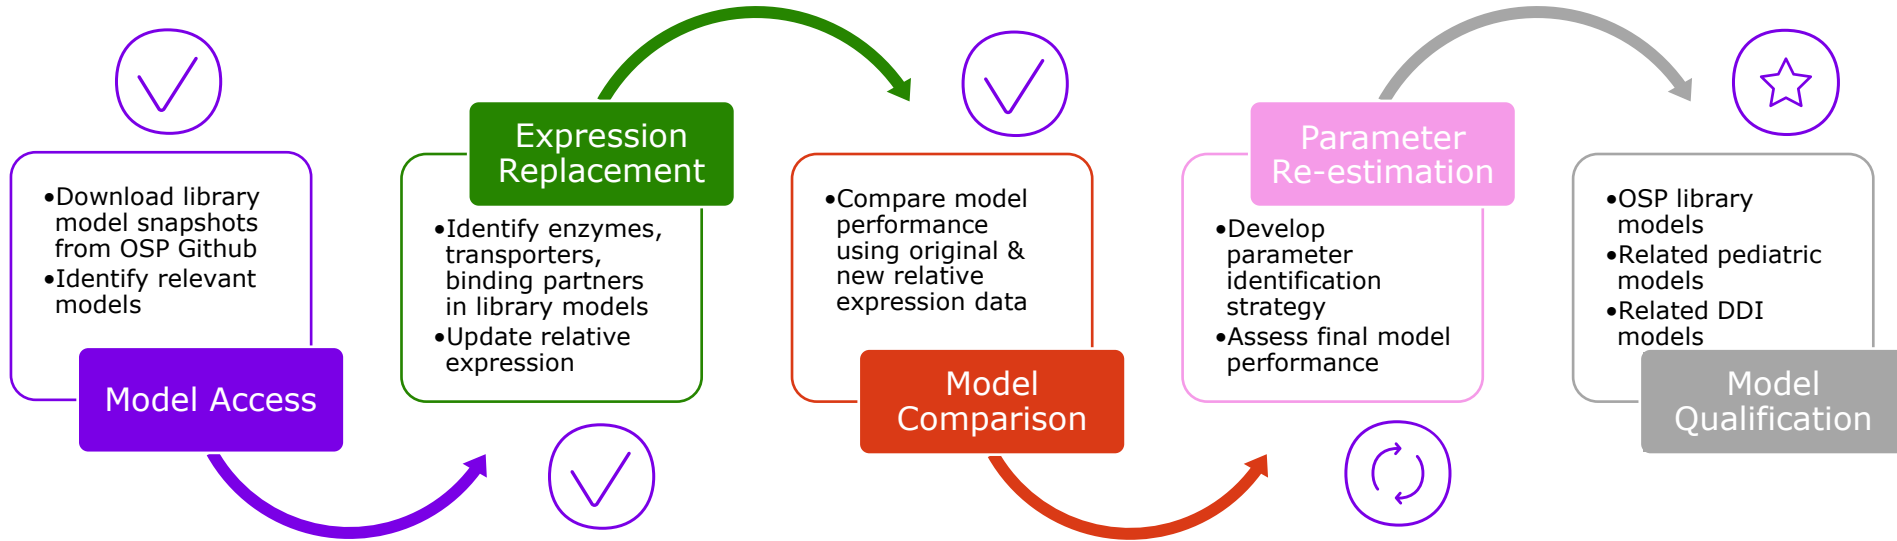 •Download library
model snapshots
from OSP Github
•Identify relevant
models
Model Access
Expression
Replacement
•Identify enzymes,
transporters,
binding partners
in library models
•Update relative
expression
•Compare model
performance
using original &
new relative
expression data
Model
Comparison
Parameter
Re-estimation
•Develop
parameter
identification
strategy
•Assess final model
performance
•OSP library
models
•Related pediatric
models
•Related DDI
models
Model
Qualification